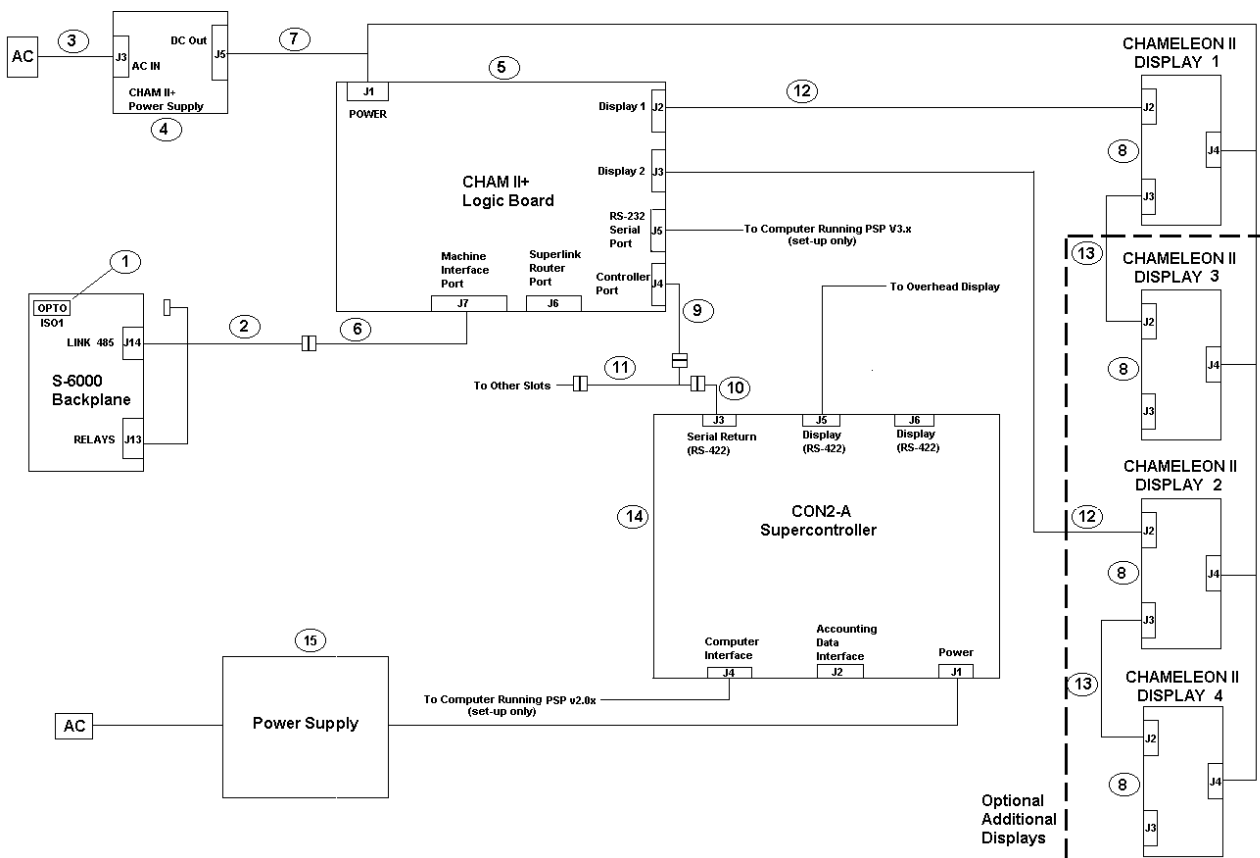 AC
3
J3
AC IN
DC Out
J5
CHAM II+
Power Supply
4
7
5
J1
POWER
Display 1
J2
12
Display 2
J3
CHAM II+
Logic Board
RS-232
Serial
Port
J5
To Computer Running PSP V3.x
(set-up only)
Machine
Interface
Port
J7
Superlink
Router
Port
J6
Controller
Port
J4
9
CHAMELEON II
DISPLAY 1
J2
J4
8
J3
13
CHAMELEON II
DISPLAY 3
J2
J4
8
J3
1
OPTO
ISO1
LINK 485
J14
S-6000
Backplane
RELAYS
J13
2
6
To Overhead Display
To Other Slots
11
10
J3
Serial Return
(RS-422)
J5
Display
(RS-422)
J6
Display
(RS-422)
14
CON2-A
Supercontroller
Computer
Interface
J4
Accounting
Data
Interface
J2
Power
J1
12
CHAMELEON II
DISPLAY 2
J2
J4
8
J3
13
CHAMELEON II
DISPLAY 4
J2
J4
8
J3
Optional
Additional
Displays
15
AC
Power Supply
To Computer Running PSP v2.0x
(set-up only)